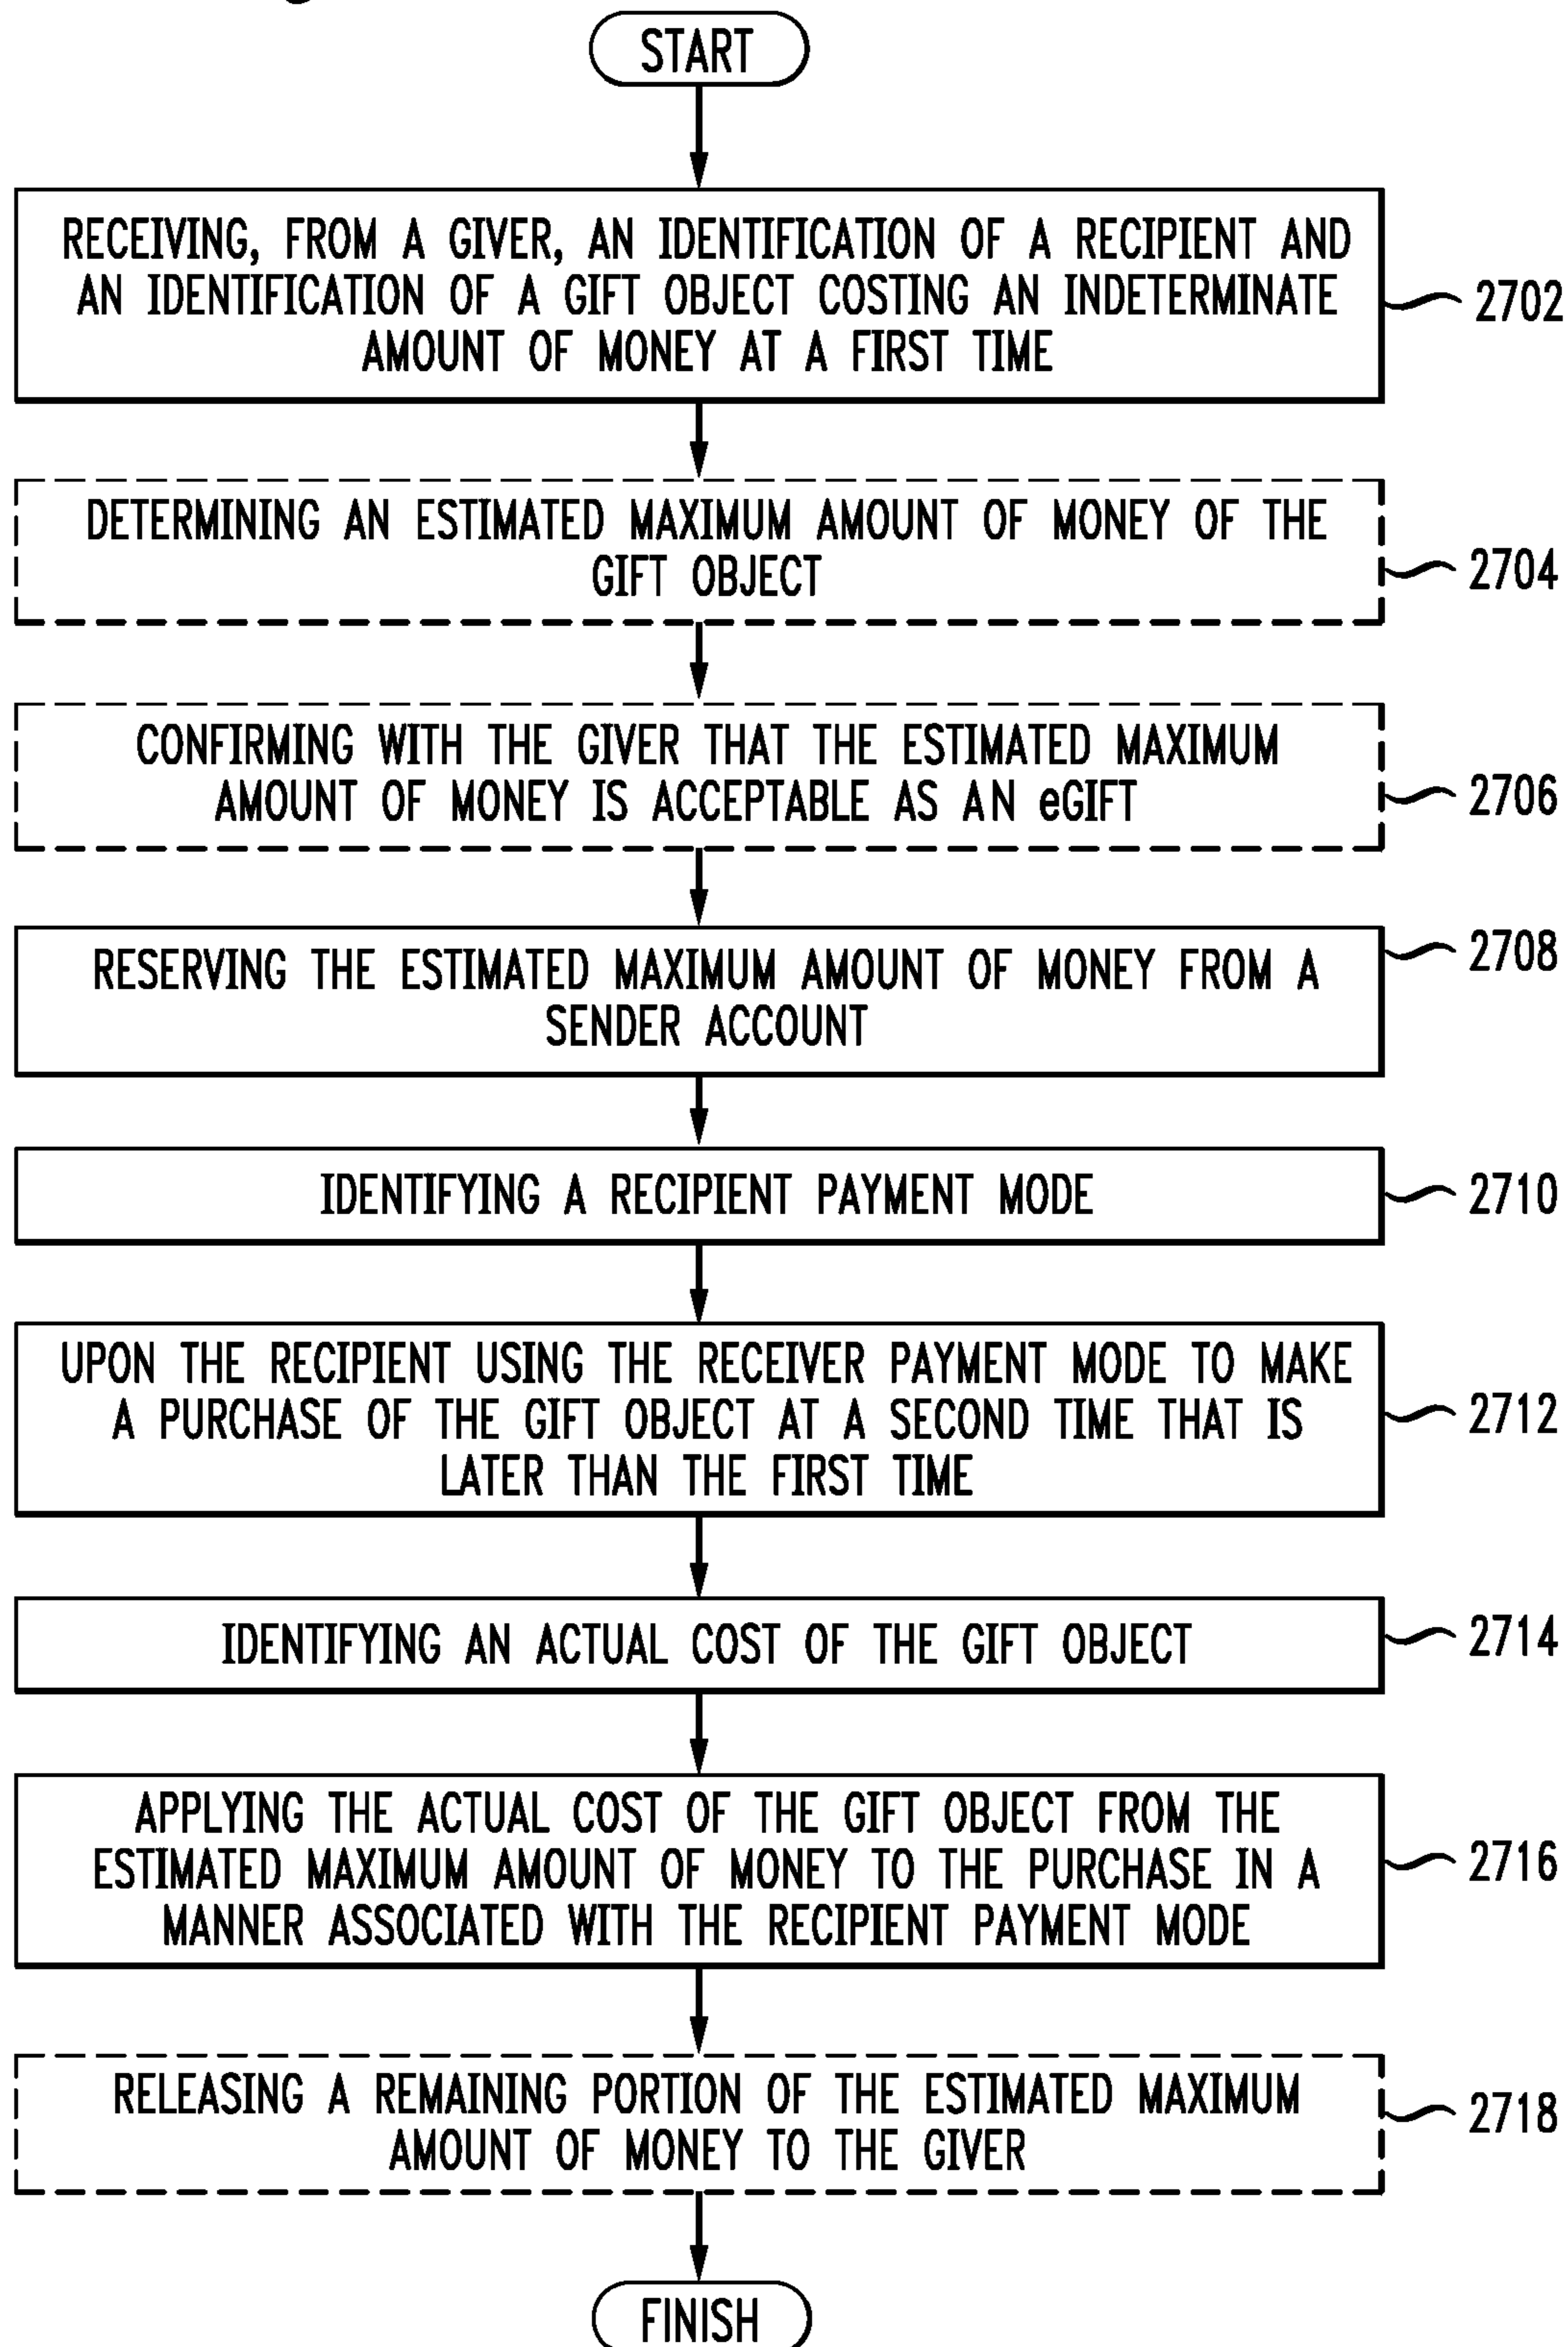 START
RECEIVING, FROM A GIVER, AN IDENTIFICATION OF A RECIPIENT AND
AN IDENTIFICATION OF A GIFT OBJECT COSTING AN INDETERMINATE
AMOUNT OF MONEY AT A FIRST TIME
2702
DETERMINING AN ESTIMATED MAXIMUM AMOUNT OF MONEY OF THE
GIFT OBJECT
2704
CONFIRMING WITH THE GIVER THAT THE ESTIMATED MAXIMUM
AMOUNT OF MONEY IS ACCEPTABLE AS AN eGIFT
2706
RESERVING THE ESTIMATED MAXIMUM AMOUNT OF MONEY FROM A
SENDER ACCOUNT
2708
IDENTIFYING A RECIPIENT PAYMENT MODE
2710
UPON THE RECIPIENT USING THE RECEIVER PAYMENT MODE TO MAKE
A PURCHASE OF THE GIFT OBJECT AT A SECOND TIME THAT IS
LATER THAN THE FIRST TIME
2712
IDENTIFYING AN ACTUAL COST OF THE GIFT OBJECT
2714
APPLYING THE ACTUAL COST OF THE GIFT OBJECT FROM THE
ESTIMATED MAXIMUM AMOUNT OF MONEY TO THE PURCHASE IN A
MANNER ASSOCIATED WITH THE RECIPIENT PAYMENT MODE
2716
RELEASING A REMAINING PORTION OF THE ESTIMATED MAXIMUM
AMOUNT OF MONEY TO THE GIVER
2718
FINISH